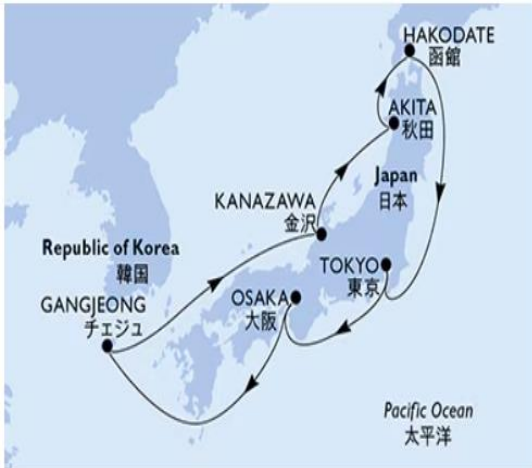 HAKODATE
函館
AKITA
秋田
Japan
日本
KANAZAWA
金沢
Republic of Korea
韓国
TOKYO
東京
GANGJEONG
チェジュ
OSAKA
大阪
Pacific Ocean
太平洋